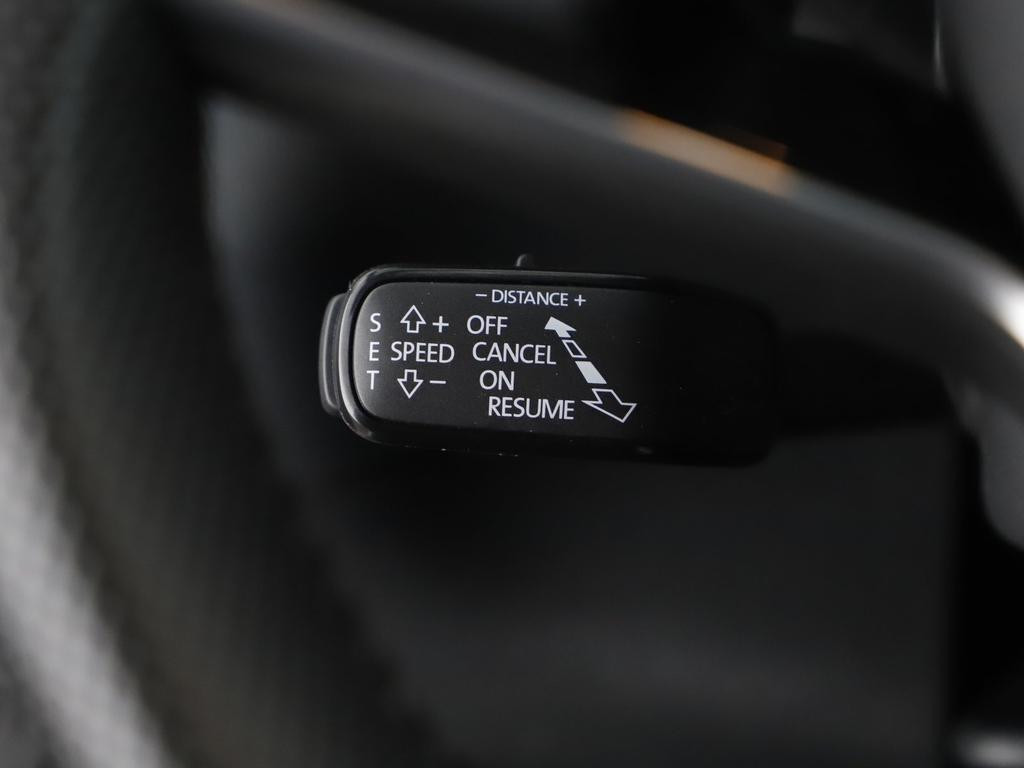 − DISTANCE +
S + OFF
E SPEED CANCEL
T − ON
RESUME